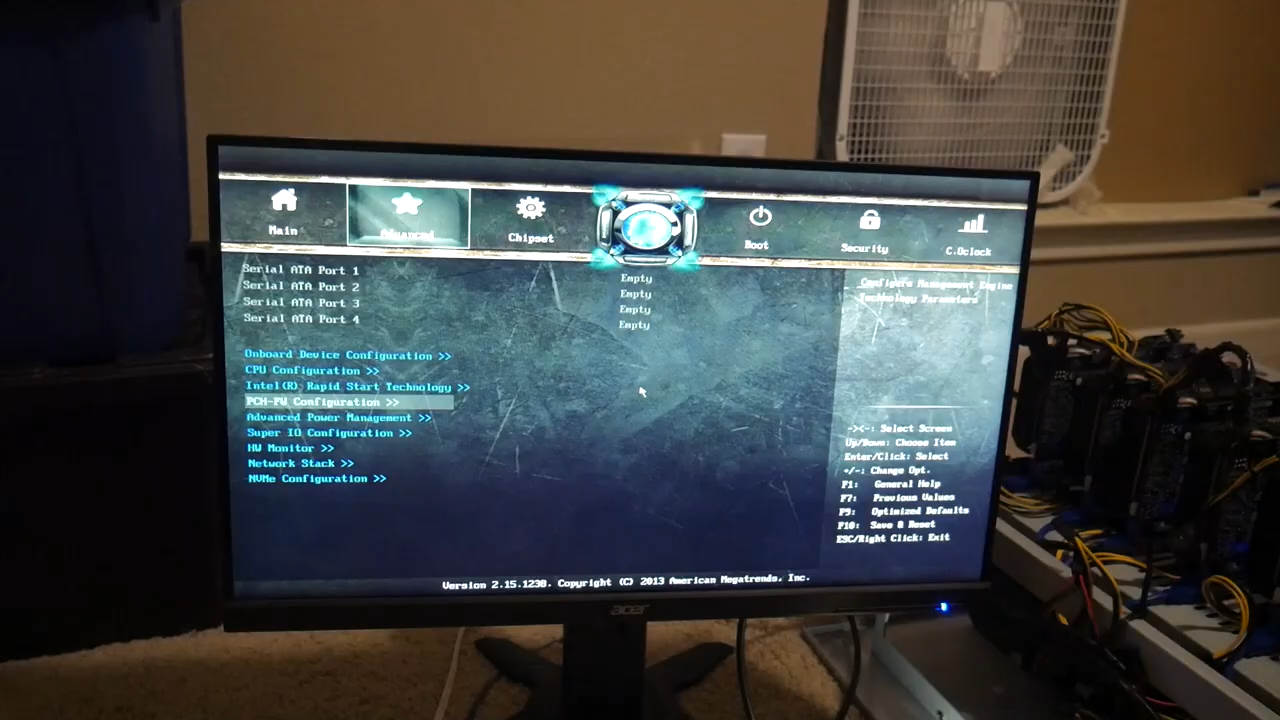 Main
Advanced
Chipset
Boot
Security
C.Oclock
Serial ATA Port 1 Empty
Serial ATA Port 2 Empty
Serial ATA Port 3 Empty
Serial ATA Port 4 Empty
Onboard Device Configuration >>
CPU Configuration >>
Intel(R) Rapid Start Technology >>
PCH-FW Configuration >>
Advanced Power Management >>
Super IO Configuration >>
HW Monitor >>
Network Stack >>
NVMe Configuration >>
Configure Management Engine
Technology Parameters
-><-: Select Screen
Up/Down: Choose Item
Enter/Click: Select
+/-: Change Opt.
F1: General Help
F7: Previous Values
F9: Optimized Defaults
F10: Save & Reset
ESC/Right Click: Exit
Version 2.15.1238. Copyright (C) 2013 American Megatrends, Inc.
acer